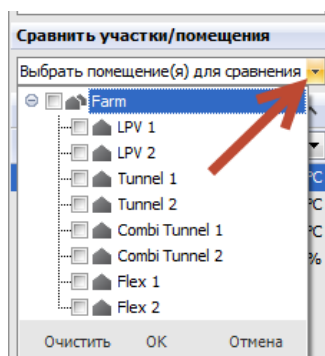 Сравнить участки/помещения
Выбрать помещение(я) для сравнения
Farm
LPV 1
LPV 2
Tunnel 1
°C
Tunnel 2
°C
Combi Tunnel 1
°C
Combi Tunnel 2
%
Flex 1
Flex 2
Очистить OK Отмена